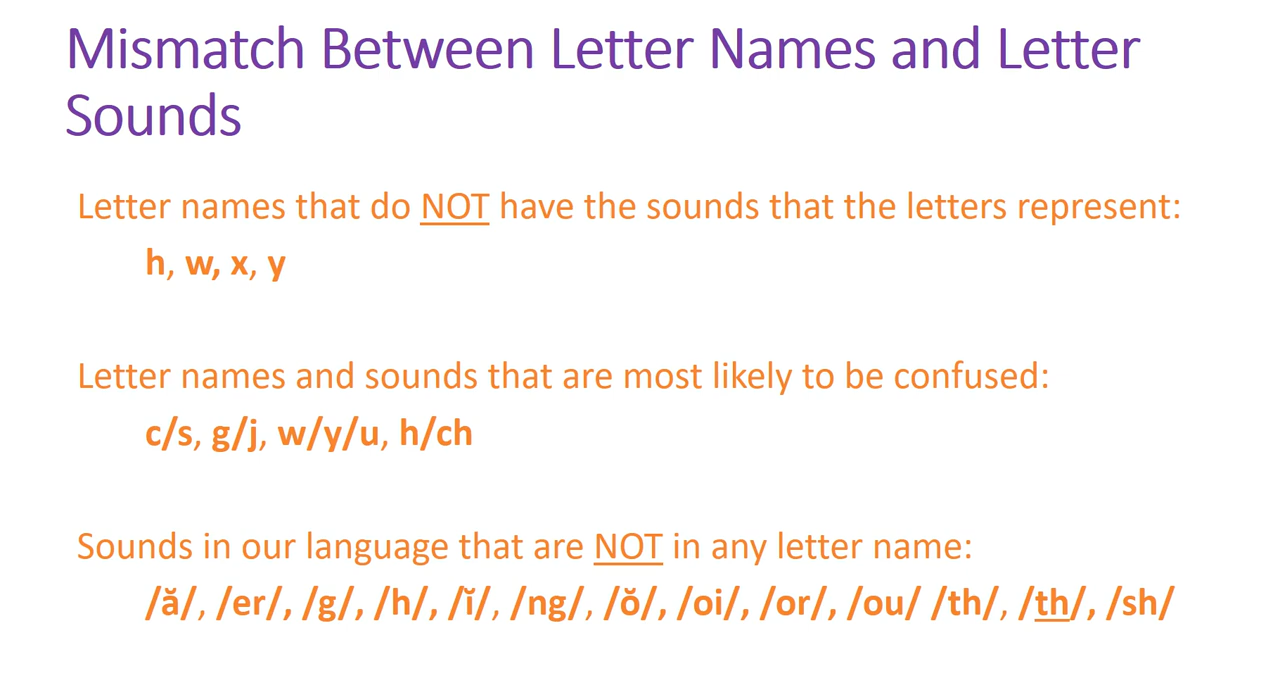 Mismatch Between Letter Names and Letter
Sounds
Letter names that do NOT have the sounds that the letters represent:
h, w, x, y
Letter names and sounds that are most likely to be confused:
c/s, g/j, w/y/u, h/ch
Sounds in our language that are NOT in any letter name:
/ă/, /er/, /g/, /h/, /ĭ/, /ng/, /ŏ/, /oi/, /or/, /ou/ /th/, /th/, /sh/